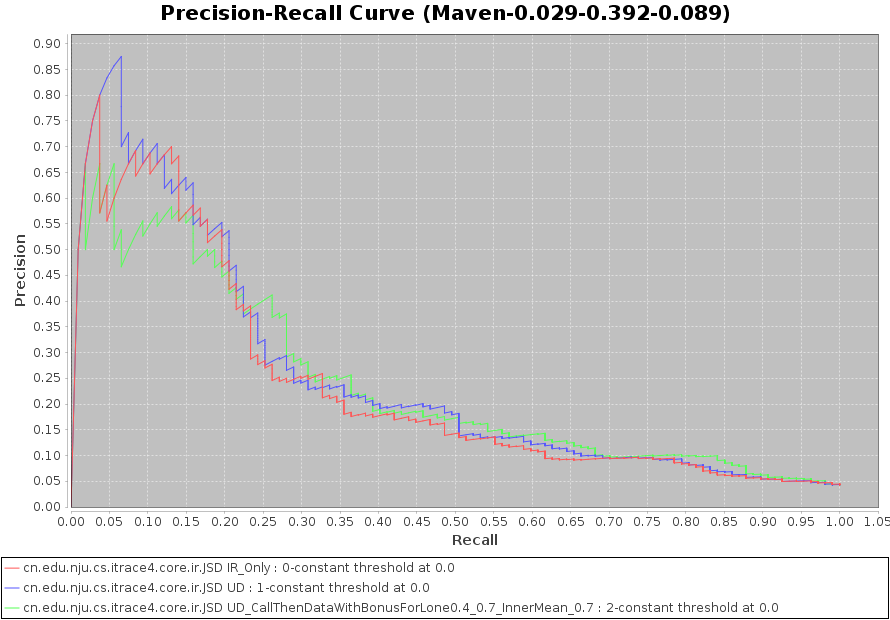 Precision-Recall Curve (Maven-0.029-0.392-0.089)
Precision
0.90
0.85
0.80
0.75
0.70
0.65
0.60
0.55
0.50
0.45
0.40
0.35
0.30
0.25
0.20
0.15
0.10
0.05
0.00
0.00 0.05 0.10 0.15 0.20 0.25 0.30 0.35 0.40 0.45 0.50 0.55 0.60 0.65 0.70 0.75 0.80 0.85 0.90 0.95 1.00 1.05
Recall
cn.edu.nju.cs.itrace4.core.ir.JSD IR_Only : 0-constant threshold at 0.0
cn.edu.nju.cs.itrace4.core.ir.JSD UD : 1-constant threshold at 0.0
cn.edu.nju.cs.itrace4.core.ir.JSD UD_CallThenDataWithBonusForLone0.4_0.7_InnerMean_0.7 : 2-constant threshold at 0.0